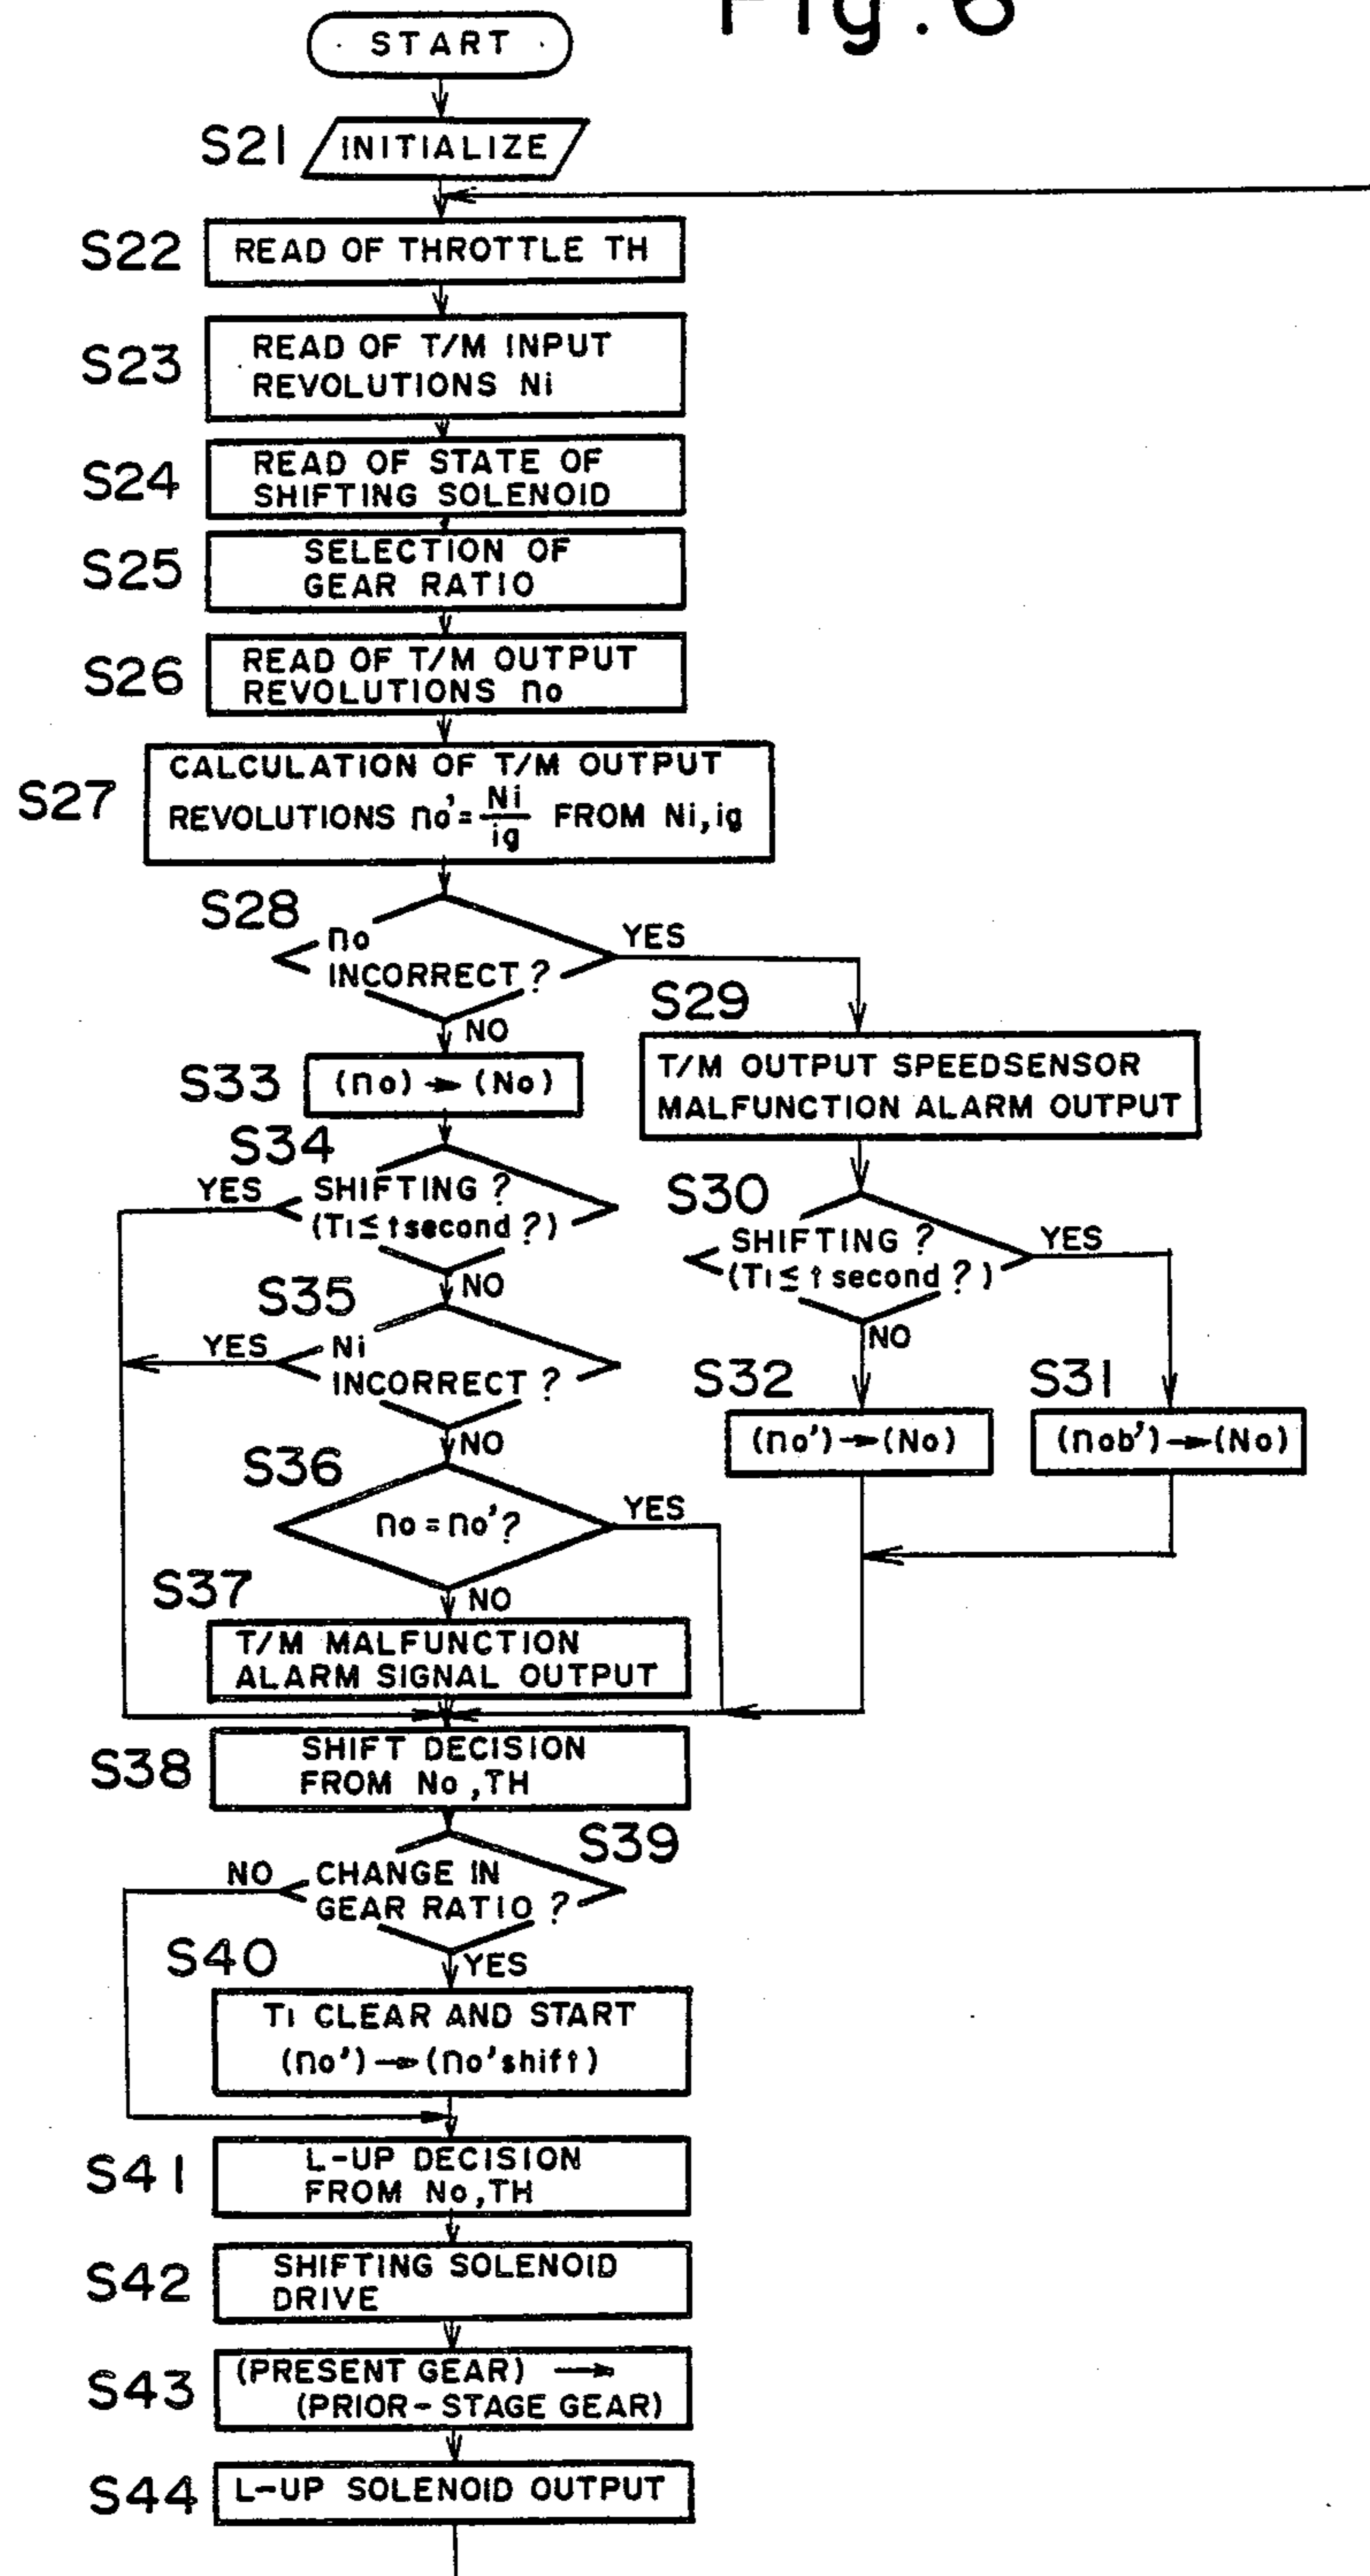 Fig.6
START
S21 INITIALIZE
S22 READ OF THROTTLE TH
S23 READ OF T/M INPUT
REVOLUTIONS Ni
S24 READ OF STATE OF
SHIFTING SOLENOID
S25 SELECTION OF
GEAR RATIO
S26 READ OF T/M OUTPUT
REVOLUTIONS no
S27 CALCULATION OF T/M OUTPUT
REVOLUTIONS no'=Ni/ig FROM Ni,ig
S28 no
INCORRECT?
YES
NO
S29 T/M OUTPUT SPEEDSENSOR
MALFUNCTION ALARM OUTPUT
S33 (no)→(No)
S34 SHIFTING?
(Ti≤tsecond?)
YES
NO
S30 SHIFTING?
(Ti≤t second?)
YES
NO
S35 Ni
INCORRECT?
YES
NO
S32 (no')→(No)
S31 (nob')→(No)
S36 no=no'?
YES
NO
S37 T/M MALFUNCTION
ALARM SIGNAL OUTPUT
S38 SHIFT DECISION
FROM No,TH
S39 CHANGE IN
GEAR RATIO?
NO
YES
S40 Ti CLEAR AND START
(no')→(no'shift)
S41 L-UP DECISION
FROM No,TH
S42 SHIFTING SOLENOID
DRIVE
S43 (PRESENT GEAR) →
(PRIOR-STAGE GEAR)
S44 L-UP SOLENOID OUTPUT